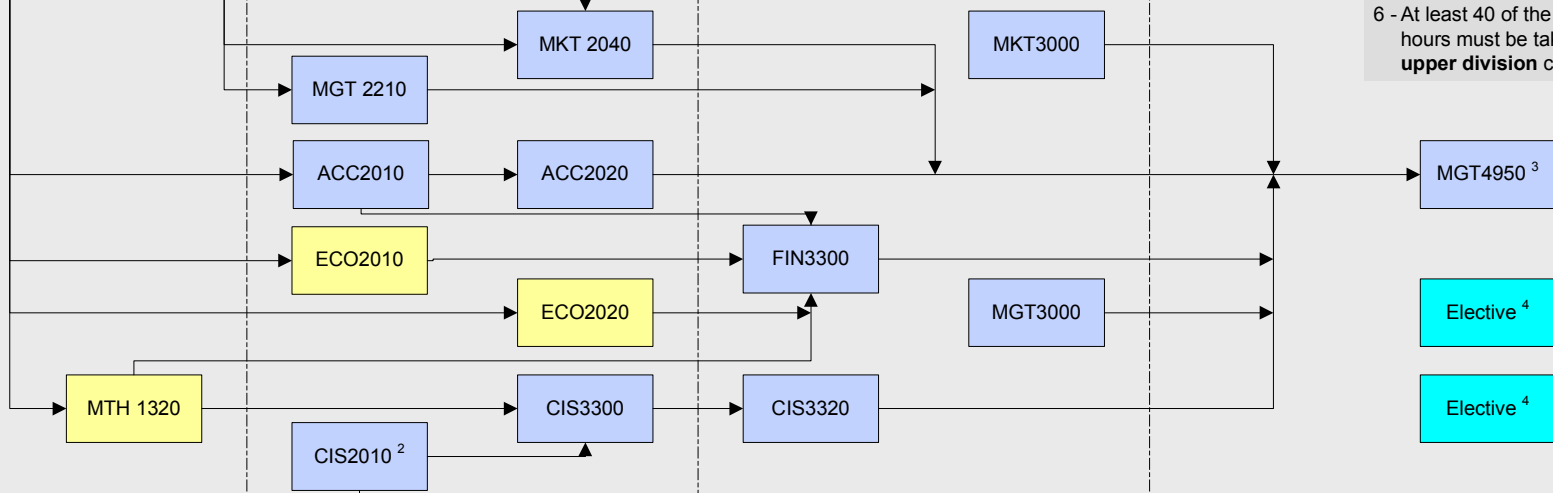 6 - At least 40 of the
hours must be
upper division
MKT 2040
MKT3000
MGT 2210
ACC2010
ACC2020
MGT4950 3
ECO2010
FIN3300
ECO2020
MGT3000
Elective 4
MTH 1320
CIS3300
CIS3320
Elective 4
CIS2010 2